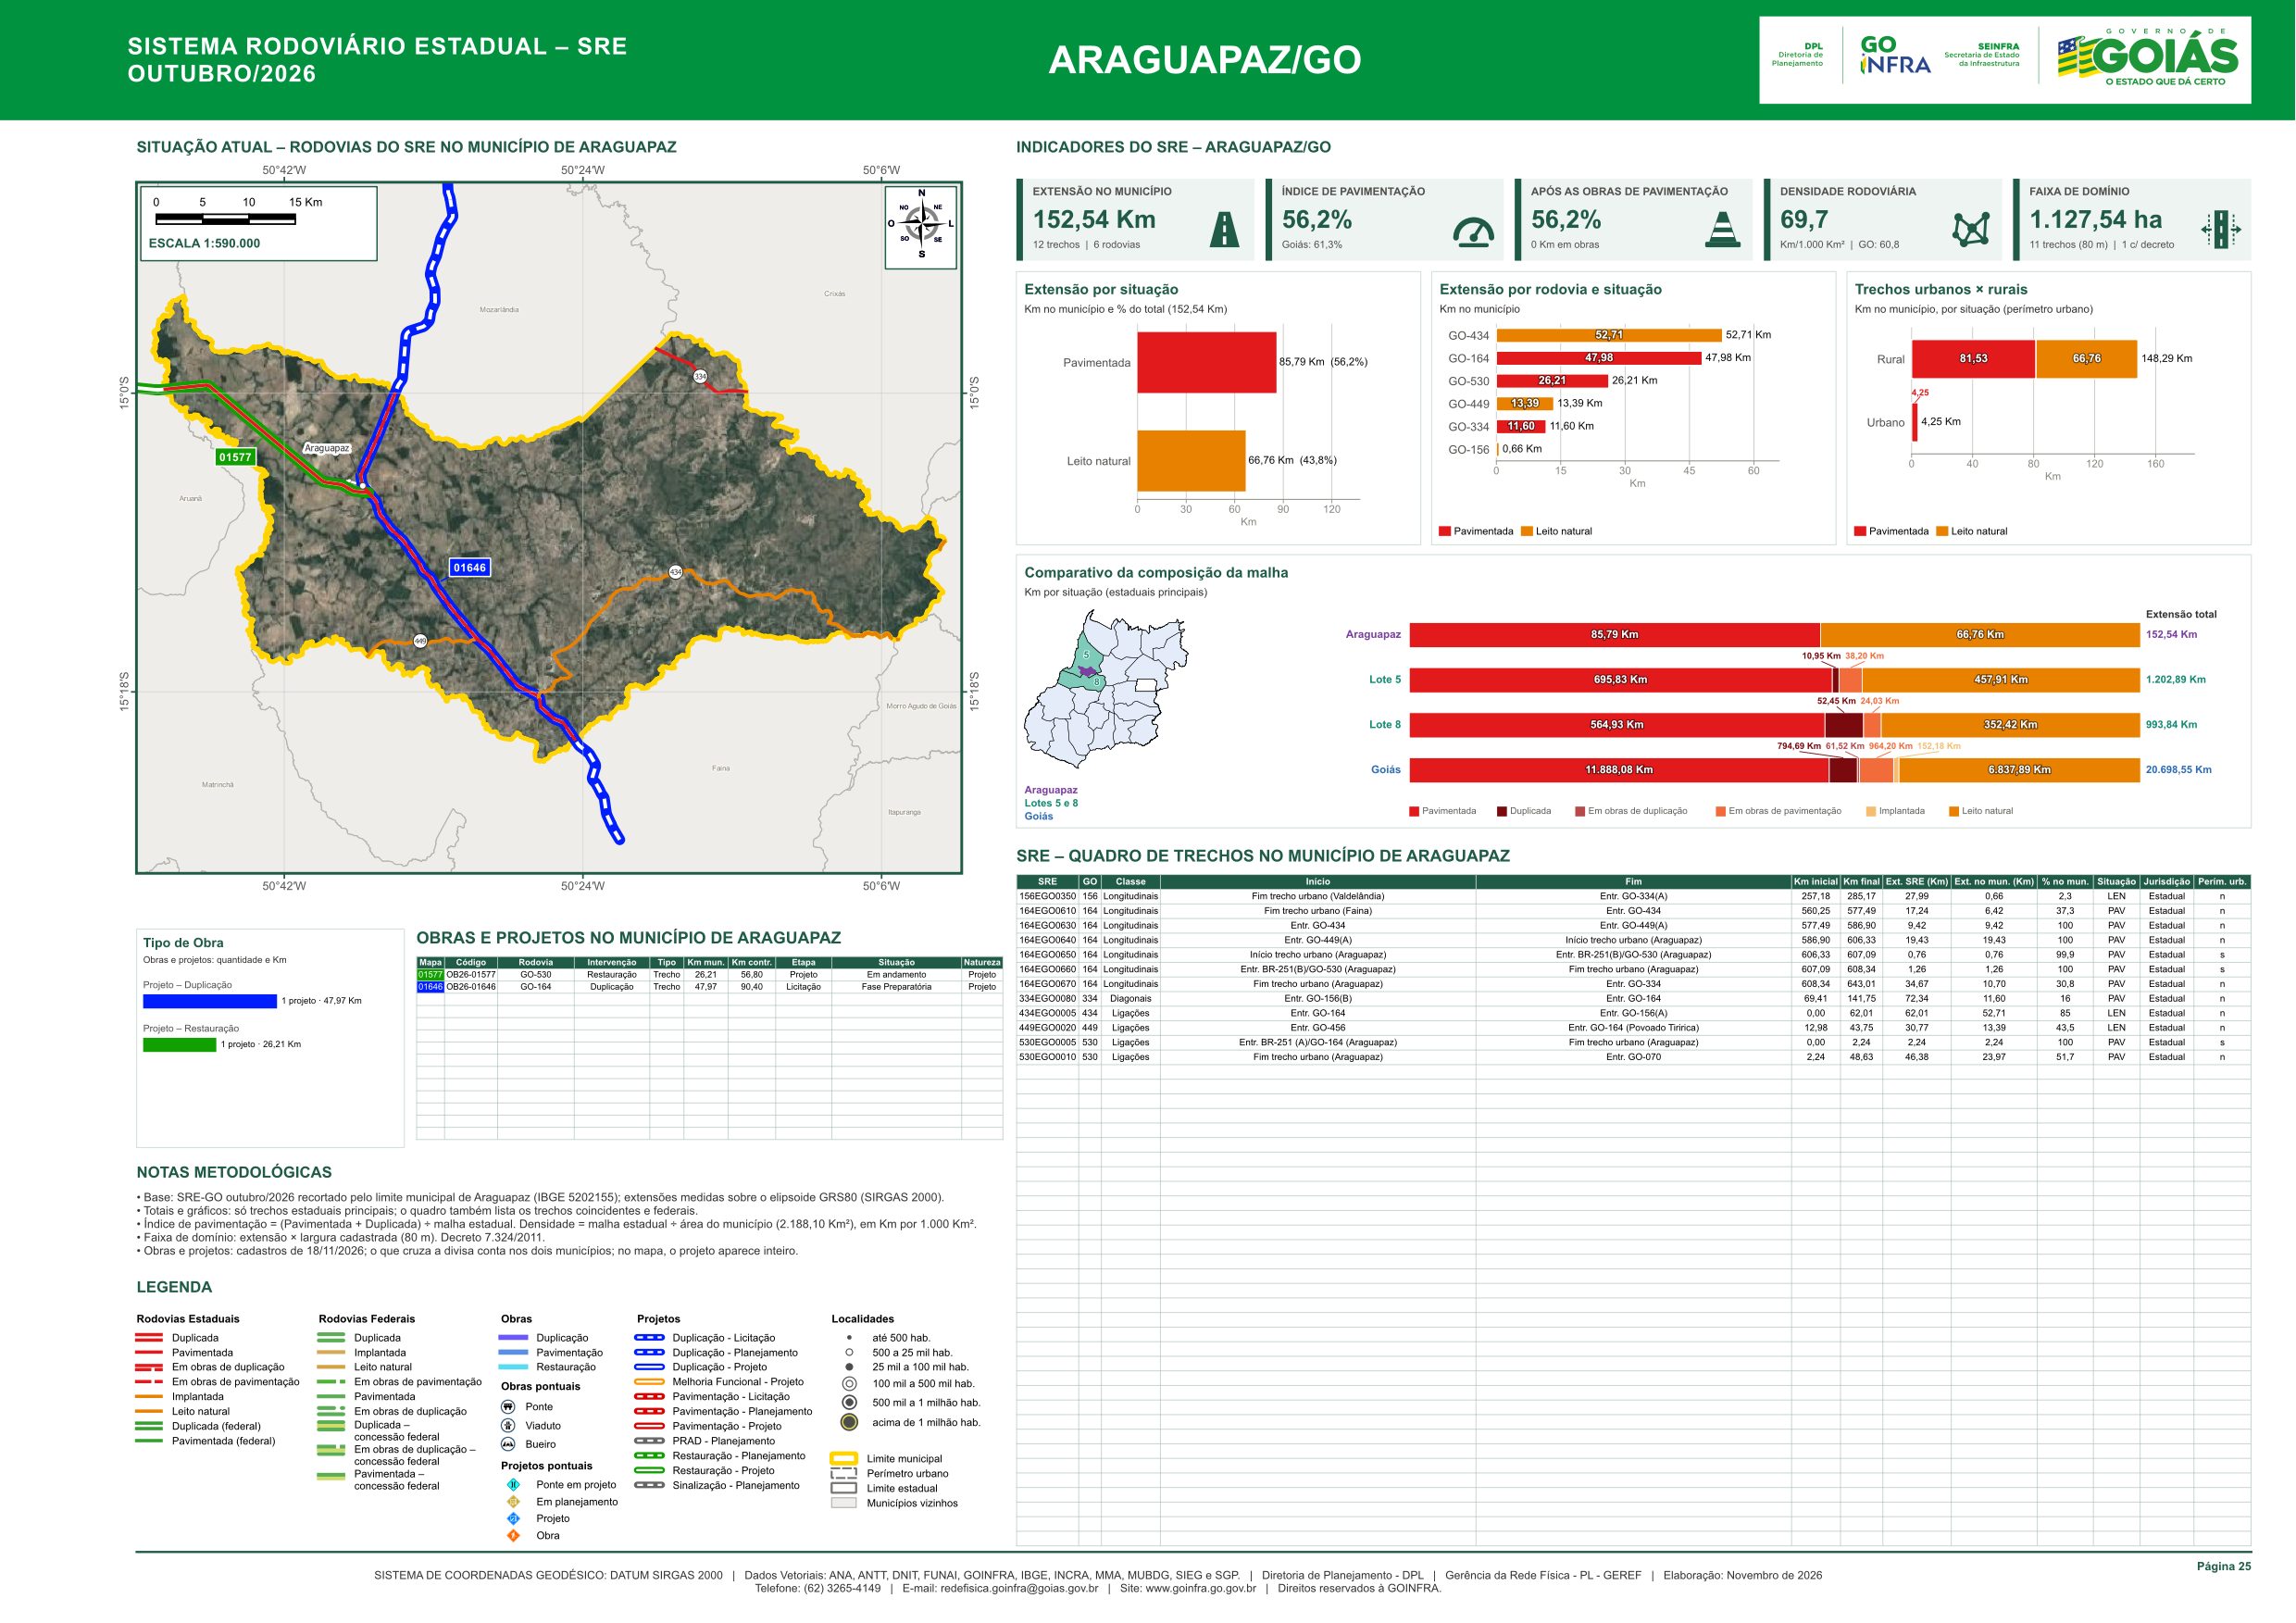 SISTEMA RODOVIÁRIO ESTADUAL – SRE
OUTUBRO/2026
ARAGUAPAZ/GO
DPL
Diretoria de
Planejamento
GO
INFRA
SEINFRA
Secretaria de Estado
da Infraestrutura
GOVERNO DE
GOIÁS
O ESTADO QUE DÁ CERTO
SITUAÇÃO ATUAL – RODOVIAS DO SRE NO MUNICÍPIO DE ARAGUAPAZ
50°42'W 50°24'W 50°6'W
0 5 10 15 Km
ESCALA 1:590.000
N
NO NE
O L
SO SE
S
Mozarlândia
Crixás
334
15°0'S 15°0'S
Araguapaz
01577
Aruanã
01646
434
449
15°18'S 15°18'S
Morro Agudo de Goiás
Faina
Matrinchã
Itapuranga
50°42'W 50°24'W 50°6'W
Tipo de Obra
Obras e projetos: quantidade e Km
Projeto – Duplicação
1 projeto · 47,97 Km
Projeto – Restauração
1 projeto · 26,21 Km
OBRAS E PROJETOS NO MUNICÍPIO DE ARAGUAPAZ
Mapa Código Rodovia Intervenção Tipo Km mun. Km contr. Etapa Situação Natureza
01577 OB26-01577 GO-530 Restauração Trecho 26,21 56,80 Projeto Em andamento Projeto
01646 OB26-01646 GO-164 Duplicação Trecho 47,97 90,40 Licitação Fase Preparatória Projeto
NOTAS METODOLÓGICAS
• Base: SRE-GO outubro/2026 recortado pelo limite municipal de Araguapaz (IBGE 5202155); extensões medidas sobre o elipsoide GRS80 (SIRGAS 2000).
• Totais e gráficos: só trechos estaduais principais; o quadro também lista os trechos coincidentes e federais.
• Índice de pavimentação = (Pavimentada + Duplicada) ÷ malha estadual. Densidade = malha estadual ÷ área do município (2.188,10 Km²), em Km por 1.000 Km².
• Faixa de domínio: extensão × largura cadastrada (80 m). Decreto 7.324/2011.
• Obras e projetos: cadastros de 18/11/2026; o que cruza a divisa conta nos dois municípios; no mapa, o projeto aparece inteiro.
LEGENDA
Rodovias Estaduais
Duplicada
Pavimentada
Em obras de duplicação
Em obras de pavimentação
Implantada
Leito natural
Duplicada (federal)
Pavimentada (federal)
Rodovias Federais
Duplicada
Implantada
Leito natural
Em obras de pavimentação
Pavimentada
Em obras de duplicação
Duplicada –
concessão federal
Em obras de duplicação –
concessão federal
Pavimentada –
concessão federal
Obras
Duplicação
Pavimentação
Restauração
Obras pontuais
Ponte
Viaduto
Bueiro
Projetos pontuais
Ponte em projeto
Em planejamento
Projeto
Obra
Projetos
Duplicação - Licitação
Duplicação - Planejamento
Duplicação - Projeto
Melhoria Funcional - Projeto
Pavimentação - Licitação
Pavimentação - Planejamento
Pavimentação - Projeto
PRAD - Planejamento
Restauração - Planejamento
Restauração - Projeto
Sinalização - Planejamento
Localidades
até 500 hab.
500 a 25 mil hab.
25 mil a 100 mil hab.
100 mil a 500 mil hab.
500 mil a 1 milhão hab.
acima de 1 milhão hab.
Limite municipal
Perímetro urbano
Limite estadual
Municípios vizinhos
INDICADORES DO SRE – ARAGUAPAZ/GO
EXTENSÃO NO MUNICÍPIO
152,54 Km
12 trechos | 6 rodovias
ÍNDICE DE PAVIMENTAÇÃO
56,2%
Goiás: 61,3%
APÓS AS OBRAS DE PAVIMENTAÇÃO
56,2%
0 Km em obras
DENSIDADE RODOVIÁRIA
69,7
Km/1.000 Km² | GO: 60,8
FAIXA DE DOMÍNIO
1.127,54 ha
11 trechos (80 m) | 1 c/ decreto
Extensão por situação
Km no município e % do total (152,54 Km)
Pavimentada 85,79 Km (56,2%)
Leito natural 66,76 Km (43,8%)
0 30 60 90 120
Km
Extensão por rodovia e situação
Km no município
GO-434 52,71 52,71 Km
GO-164 47,98 47,98 Km
GO-530 26,21 26,21 Km
GO-449 13,39 13,39 Km
GO-334 11,60 11,60 Km
GO-156 0,66 Km
0 15 30 45 60
Km
Pavimentada Leito natural
Trechos urbanos × rurais
Km no município, por situação (perímetro urbano)
Rural 81,53 66,76 148,29 Km
4,25
Urbano 4,25 Km
0 40 80 120 160
Km
Pavimentada Leito natural
Comparativo da composição da malha
Km por situação (estaduais principais)
5
8
Araguapaz
Lotes 5 e 8
Goiás
Extensão total
Araguapaz 85,79 Km 66,76 Km 152,54 Km
10,95 Km 38,20 Km
Lote 5 695,83 Km 457,91 Km 1.202,89 Km
52,45 Km 24,03 Km
Lote 8 564,93 Km 352,42 Km 993,84 Km
794,69 Km 61,52 Km 964,20 Km 152,18 Km
Goiás 11.888,08 Km 6.837,89 Km 20.698,55 Km
Pavimentada Duplicada Em obras de duplicação Em obras de pavimentação Implantada Leito natural
SRE – QUADRO DE TRECHOS NO MUNICÍPIO DE ARAGUAPAZ
SRE GO Classe Início Fim Km inicial Km final Ext. SRE (Km) Ext. no mun. (Km) % no mun. Situação Jurisdição Perím. urb.
156EGO0350 156 Longitudinais Fim trecho urbano (Valdelândia) Entr. GO-334(A) 257,18 285,17 27,99 0,66 2,3 LEN Estadual n
164EGO0610 164 Longitudinais Fim trecho urbano (Faina) Entr. GO-434 560,25 577,49 17,24 6,42 37,3 PAV Estadual n
164EGO0630 164 Longitudinais Entr. GO-434 Entr. GO-449(A) 577,49 586,90 9,42 9,42 100 PAV Estadual n
164EGO0640 164 Longitudinais Entr. GO-449(A) Início trecho urbano (Araguapaz) 586,90 606,33 19,43 19,43 100 PAV Estadual n
164EGO0650 164 Longitudinais Início trecho urbano (Araguapaz) Entr. BR-251(B)/GO-530 (Araguapaz) 606,33 607,09 0,76 0,76 99,9 PAV Estadual s
164EGO0660 164 Longitudinais Entr. BR-251(B)/GO-530 (Araguapaz) Fim trecho urbano (Araguapaz) 607,09 608,34 1,26 1,26 100 PAV Estadual s
164EGO0670 164 Longitudinais Fim trecho urbano (Araguapaz) Entr. GO-334 608,34 643,01 34,67 10,70 30,8 PAV Estadual n
334EGO0080 334 Diagonais Entr. GO-156(B) Entr. GO-164 69,41 141,75 72,34 11,60 16 PAV Estadual n
434EGO0005 434 Ligações Entr. GO-164 Entr. GO-156(A) 0,00 62,01 62,01 52,71 85 LEN Estadual n
449EGO0020 449 Ligações Entr. GO-456 Entr. GO-164 (Povoado Tiririca) 12,98 43,75 30,77 13,39 43,5 LEN Estadual n
530EGO0005 530 Ligações Entr. BR-251 (A)/GO-164 (Araguapaz) Fim trecho urbano (Araguapaz) 0,00 2,24 2,24 2,24 100 PAV Estadual s
530EGO0010 530 Ligações Fim trecho urbano (Araguapaz) Entr. GO-070 2,24 48,63 46,38 23,97 51,7 PAV Estadual n
Página 25
SISTEMA DE COORDENADAS GEODÉSICO: DATUM SIRGAS 2000 | Dados Vetoriais: ANA, ANTT, DNIT, FUNAI, GOINFRA, IBGE, INCRA, MMA, MUBDG, SIEG e SGP. | Diretoria de Planejamento - DPL | Gerência da Rede Física - PL - GEREF | Elaboração: Novembro de 2026
Telefone: (62) 3265-4149 | E-mail: redefisica.goinfra@goias.gov.br | Site: www.goinfra.go.gov.br | Direitos reservados à GOINFRA.